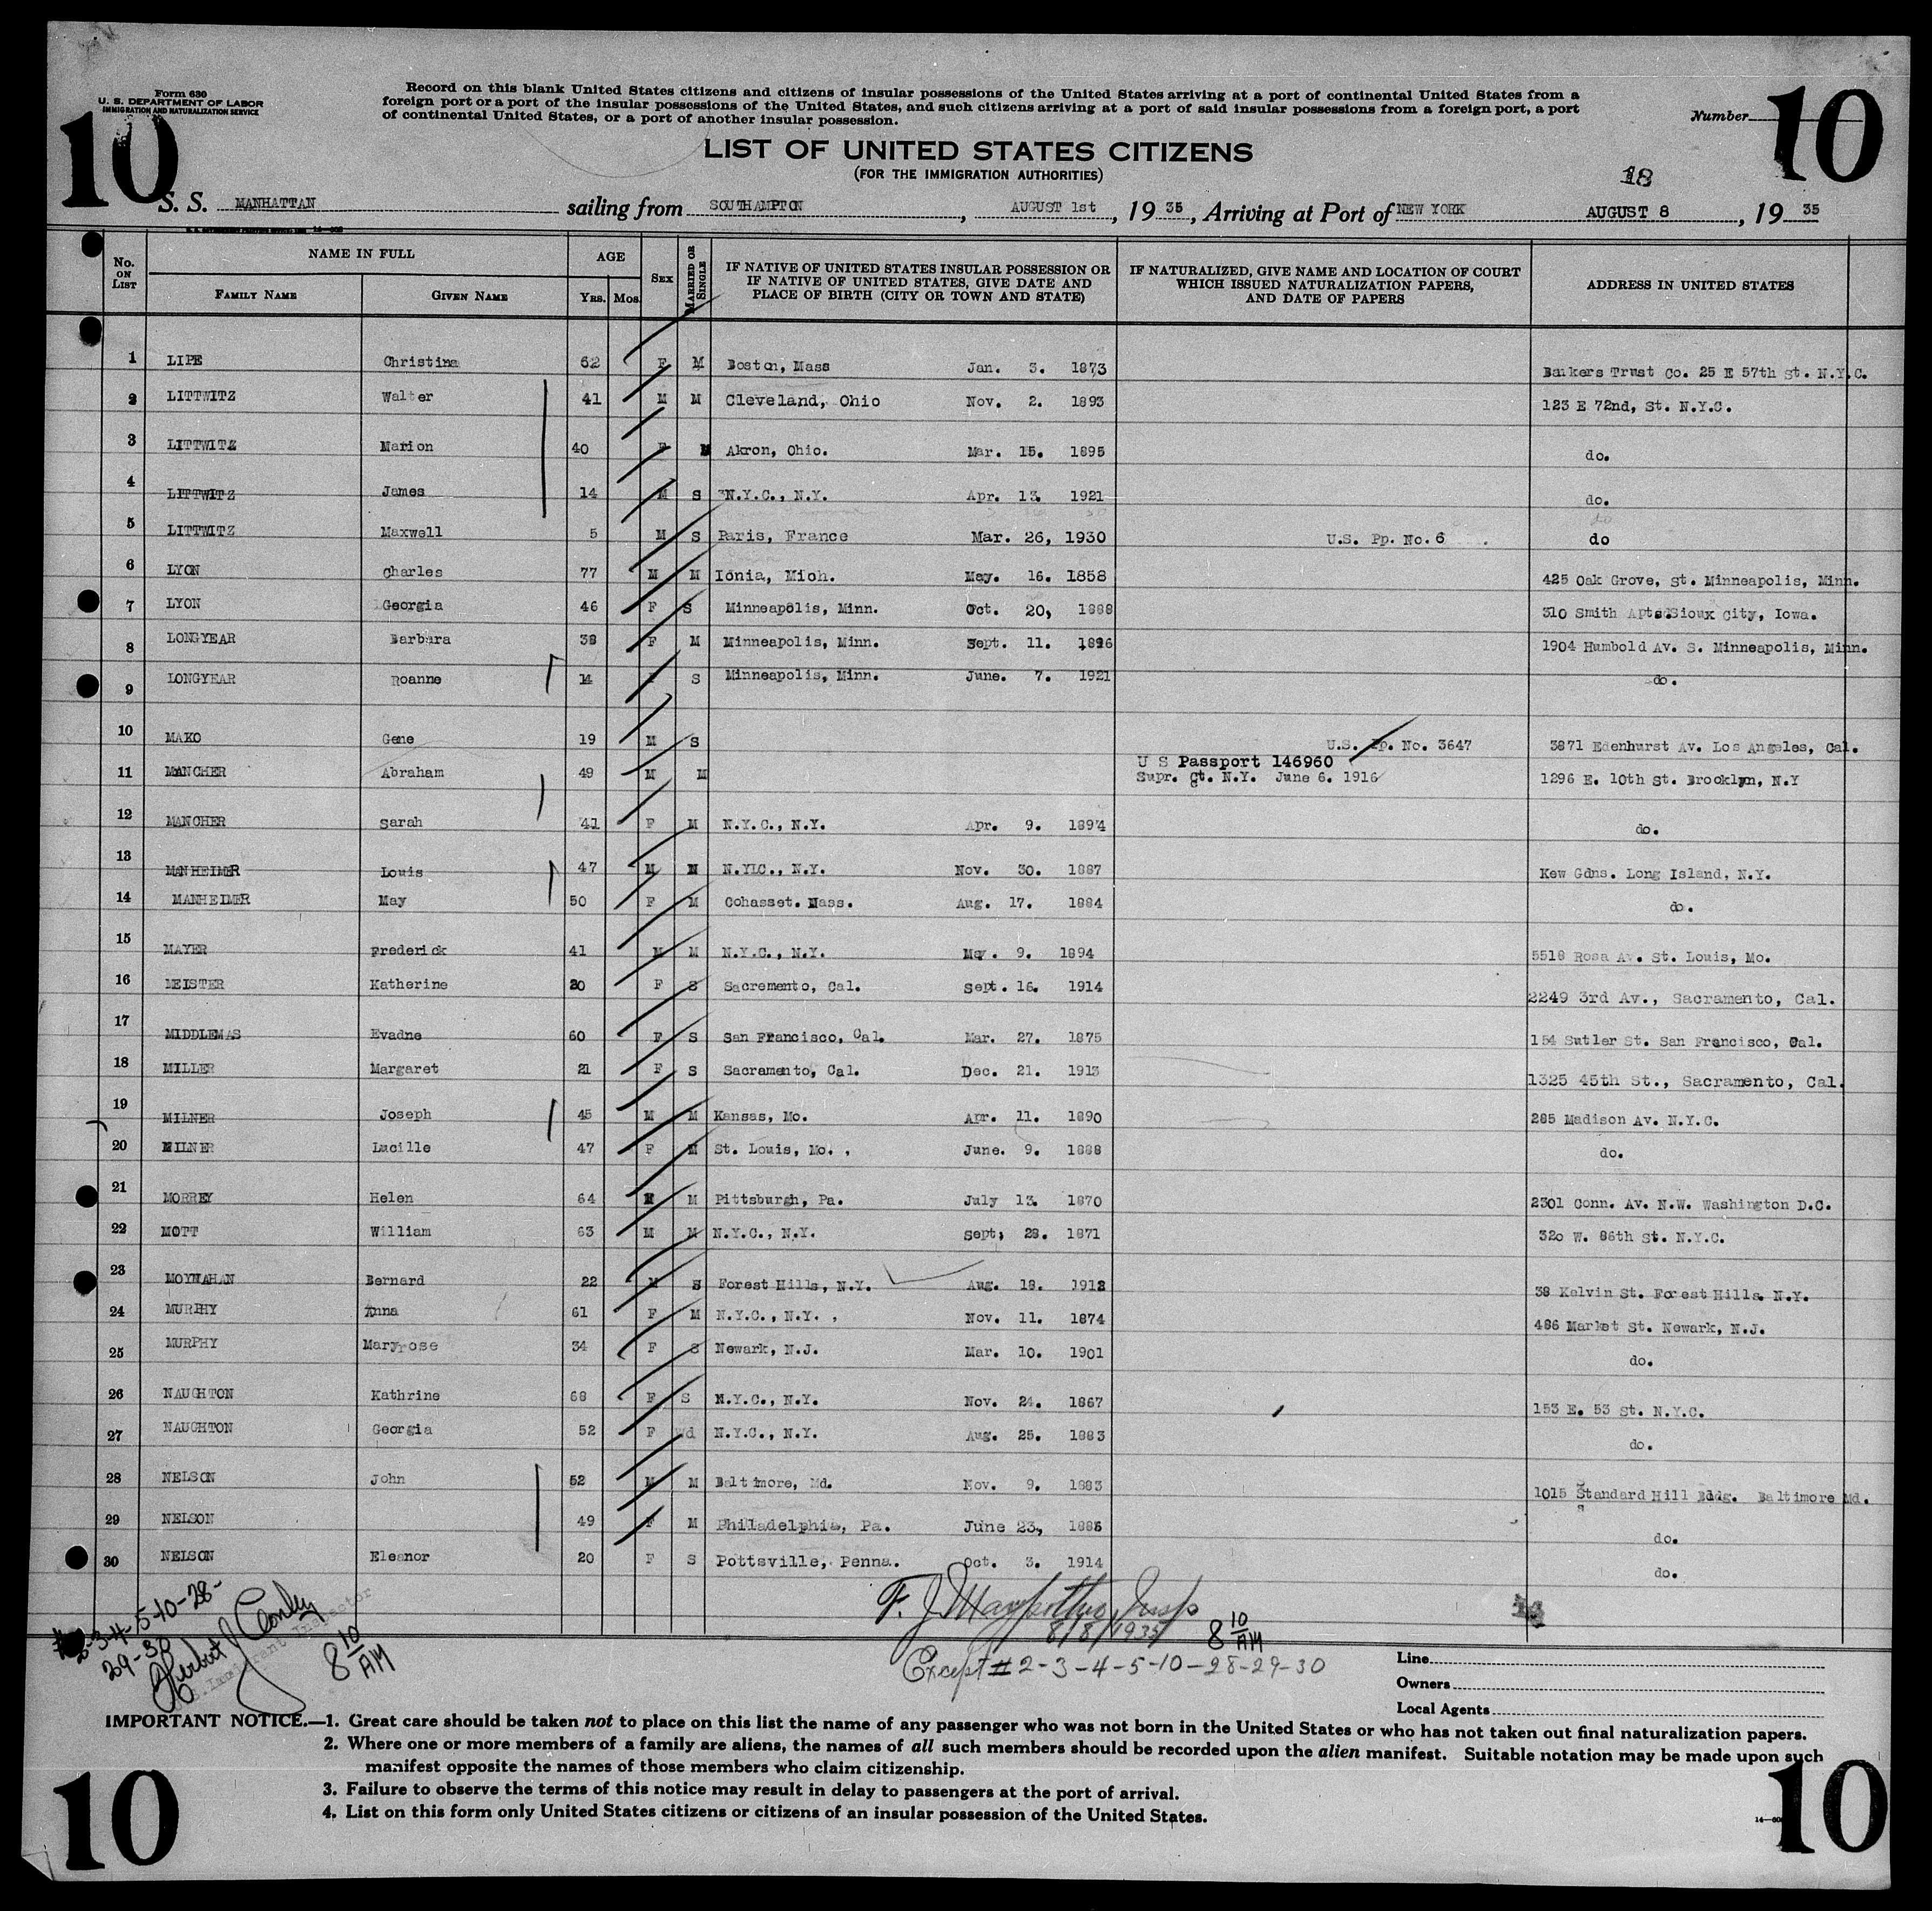 Form 630
U. S. DEPARTMENT OF LABOR
IMMIGRATION AND NATURALIZATION SERVICE
Record on this blank United States citizens and citizens of insular possessions of the United States arriving at a port of continental United States from a
foreign port or a port of the insular possessions of the United States, and such citizens arriving at a port of said insular possessions from a foreign port, a port
of continental United States, or a port of another insular possession.
Number
10 10
LIST OF UNITED STATES CITIZENS
(FOR THE IMMIGRATION AUTHORITIES)
18
S. S. MANHATTAN sailing from SOUTHAMPTON, AUGUST 1st, 1935, Arriving at Port of NEW YORK AUGUST 8, 1935
No. ON LIST NAME IN FULL FAMILY NAME GIVEN NAME AGE YRS. MOS. SEX MARRIED OR SINGLE IF NATIVE OF UNITED STATES INSULAR POSSESSION OR IF NATIVE OF UNITED STATES, GIVE DATE AND PLACE OF BIRTH (CITY OR TOWN AND STATE) IF NATURALIZED, GIVE NAME AND LOCATION OF COURT WHICH ISSUED NATURALIZATION PAPERS, AND DATE OF PAPERS ADDRESS IN UNITED STATES
1 LIPE Christina 62 F M Boston, Mass Jan. 3. 1873 Bankers Trust Co. 25 E 57th St. N.Y.C.
2 LITTWITZ Walter 41 M M Cleveland, Ohio Nov. 2. 1893 123 E 72nd, St. N.Y.C.
3 LITTWITZ Marion 40 F M Akron, Ohio. Mar. 15. 1895 do.
4 LITTWITZ James 14 M S N.Y.C., N.Y. Apr. 13. 1921 do.
5 LITTWITZ Maxwell 5 M S Paris, France Mar. 26, 1930 U.S. Pp. No. 6 do
6 LYON Charles 77 M M Ionia, Mich. May. 16. 1858 425 Oak Grove, St. Minneapolis, Minn.
7 LYON Georgia 46 F S Minneapolis, Minn. Oct. 20, 1888 310 Smith Apts. Sioux City, Iowa.
8 LONGYEAR Barbara 38 F M Minneapolis, Minn. Sept. 11. 1896 1904 Humbold Av. S. Minneapolis, Minn.
9 LONGYEAR Roanne 14 F S Minneapolis, Minn. June. 7. 1921 do.
10 MAKO Gene 19 M S U.S. Pp. No. 3647 3871 Edenhurst Av. Los Angeles, Cal.
11 MANCHER Abraham 49 M M U S Passport 146960 Supr. Ct. N.Y. June 6. 1916 1296 E. 10th St. Brooklyn, N.Y
12 MANCHER Sarah 41 F M N.Y.C., N.Y. Apr. 9. 1894 do.
13 MANHEIMER Louis 47 M M N.YIC., N.Y. Nov. 30. 1887 Kew Gdns. Long Island, N.Y.
14 MANHEIMER May 50 F M Cohasset. Mass. Aug. 17. 1884 do.
15 MAYER Frederick 41 M M N.Y.C., N.Y. May. 9. 1894 5518 Rosa Av. St. Louis, Mo.
16 MEISTER Katherine 20 F S Sacremento, Cal. Sept. 16. 1914 2249 3rd Av., Sacramento, Cal.
17 MIDDLEMAS Evadne 60 F S San Francisco, Cal. Mar. 27. 1875 154 Sutler St. San Francisco, Cal.
18 MILLER Margaret 21 F S Sacramento, Cal. Dec. 21. 1913 1325 45th St., Sacramento, Cal.
19 MILNER Joseph 45 M M Kansas, Mo. Apr. 11. 1890 285 Madison Av. N.Y.C.
20 MILNER Lucille 47 F M St. Louis, Mo. , June. 9. 1888 do.
21 MORREY Helen 64 M Pittsburgh, Pa. July 13. 1870 2301 Conn. Av. N.W. Washington D.C.
22 MOTT William 63 M M N.Y.C., N.Y. Sept. 28. 1871 320 W. 86th St. N.Y.C.
23 MOYNAHAN Bernard 22 M S Forest Hills, N.Y. Aug. 18. 1912 38 Kelvin St. Forest Hills. N.Y.
24 MURPHY Anna 61 F M N.Y.C., N.Y. , Nov. 11. 1874 486 Market St. Newark, N.J.
25 MURPHY Maryrose 34 F S Newark, N.J. Mar. 10. 1901 do.
26 NAUGHTON Kathrine 68 F S N.Y.C., N.Y. Nov. 24. 1867 153 E. 53 St. N.Y.C.
27 NAUGHTON Georgia 52 F Wd N.Y.C., N.Y. Aug. 25. 1883 do.
28 NELSON John 52 M M Baltimore, Md. Nov. 9. 1883 1015 Standard Hill Bldg. Baltimore Md.
29 NELSON 49 F M Philadelphia, Pa. June 23, 1886 do.
30 NELSON Eleanor 20 F S Pottsville, Penna. Oct. 3. 1914 do.
# 2-3-4-5-10-28-
29-30
Herbert J Conley
Immigrant Inspector
8 10 AM
F. J. Insp
8/8/1935 8 10 AM
Except # 2-3-4-5-10-28-29-30
Line
Owners
Local Agents
IMPORTANT NOTICE.—1. Great care should be taken not to place on this list the name of any passenger who was not born in the United States or who has not taken out final naturalization papers.
2. Where one or more members of a family are aliens, the names of all such members should be recorded upon the alien manifest. Suitable notation may be made upon such
manifest opposite the names of those members who claim citizenship.
3. Failure to observe the terms of this notice may result in delay to passengers at the port of arrival.
4. List on this form only United States citizens or citizens of an insular possession of the United States.
10 10